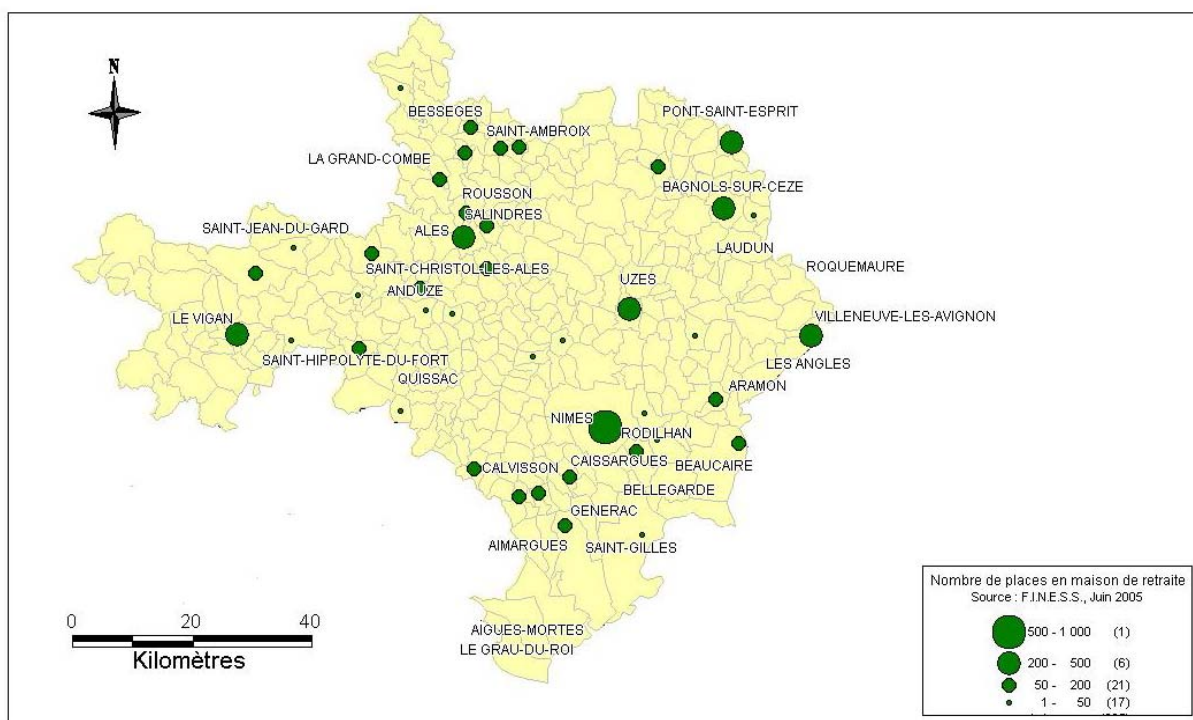 N
BESSEGES
PONT-SAINT-ESPRIT
SAINT-AMBROIX
LA GRAND-COMBE
BAGNOLS-SUR-CEZE
ROUSSON
SALINDRES
SAINT-JEAN-DU-GARD
ALES
LAUDUN
SAINT-CHRISTOL-LES-ALES
ROQUEMAURE
UZES
ANDUZE
LE VIGAN
VILLENEUVE-LES-AVIGNON
SAINT-HIPPOLYTE-DU-FORT
LES ANGLES
QUISSAC
ARAMON
NIMES
RODILHAN
CAISSARGUES
BEAUCAIRE
CALVISSON
BELLEGARDE
GENERAC
AIMARGUES
SAINT-GILLES
AIGUES-MORTES
LE GRAU-DU-ROI
0 20 40
Kilomètres
Nombre de places en maison de retraite
Source : F.I.N.E.S.S., Juin 2005
500 - 1 000 (1)
200 - 500 (6)
50 - 200 (21)
1 - 50 (17)